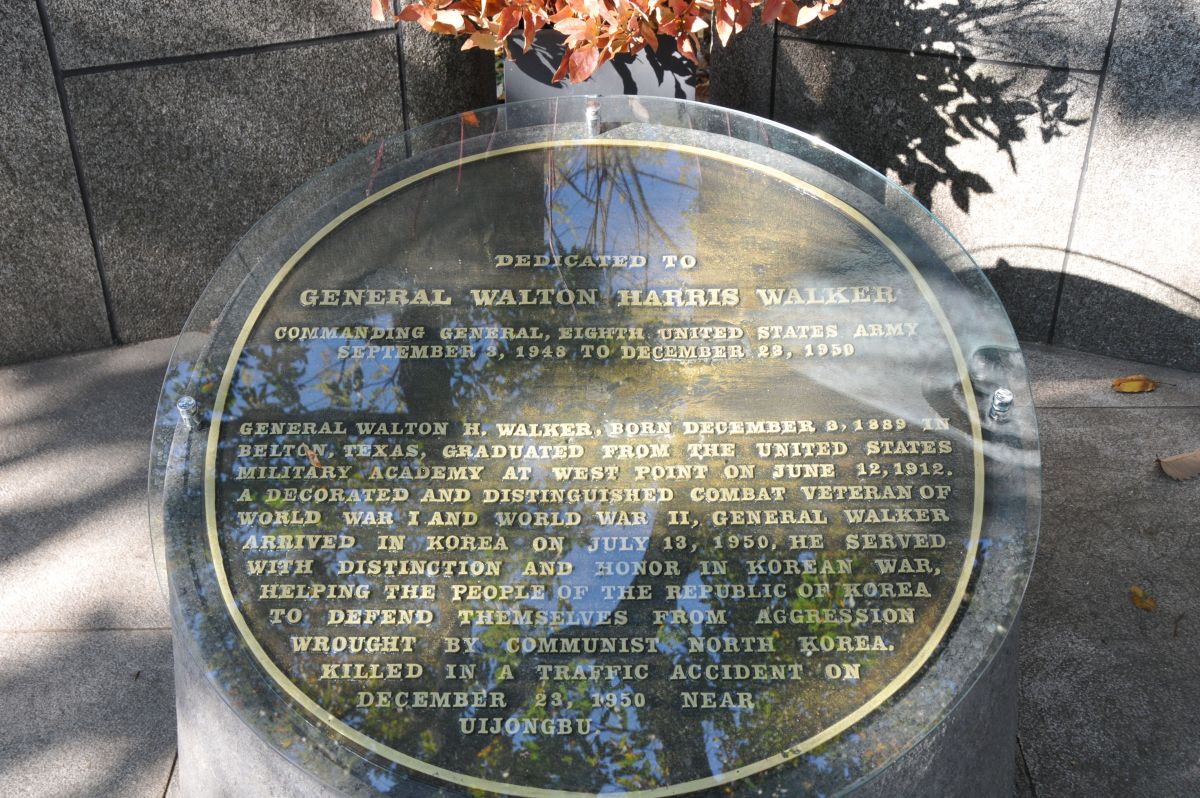 DEDICATED TO
GENERAL WALTON HARRIS WALKER
COMMANDING GENERAL, EIGHTH UNITED STATES ARMY
SEPTEMBER 3, 1948 TO DECEMBER 23, 1950
GENERAL WALTON H. WALKER, BORN DECEMBER 3, 1889 IN
BELTON, TEXAS, GRADUATED FROM THE UNITED STATES
MILITARY ACADEMY AT WEST POINT ON JUNE 12, 1912.
A DECORATED AND DISTINGUISHED COMBAT VETERAN OF
WORLD WAR I AND WORLD WAR II, GENERAL WALKER
ARRIVED IN KOREA ON JULY 13, 1950, HE SERVED
WITH DISTINCTION AND HONOR IN KOREAN WAR,
HELPING THE PEOPLE OF THE REPUBLIC OF KOREA
TO DEFEND THEMSELVES FROM AGGRESSION
WROUGHT BY COMMUNIST NORTH KOREA.
KILLED IN A TRAFFIC ACCIDENT ON
DECEMBER 23, 1950 NEAR
UIJONGBU.